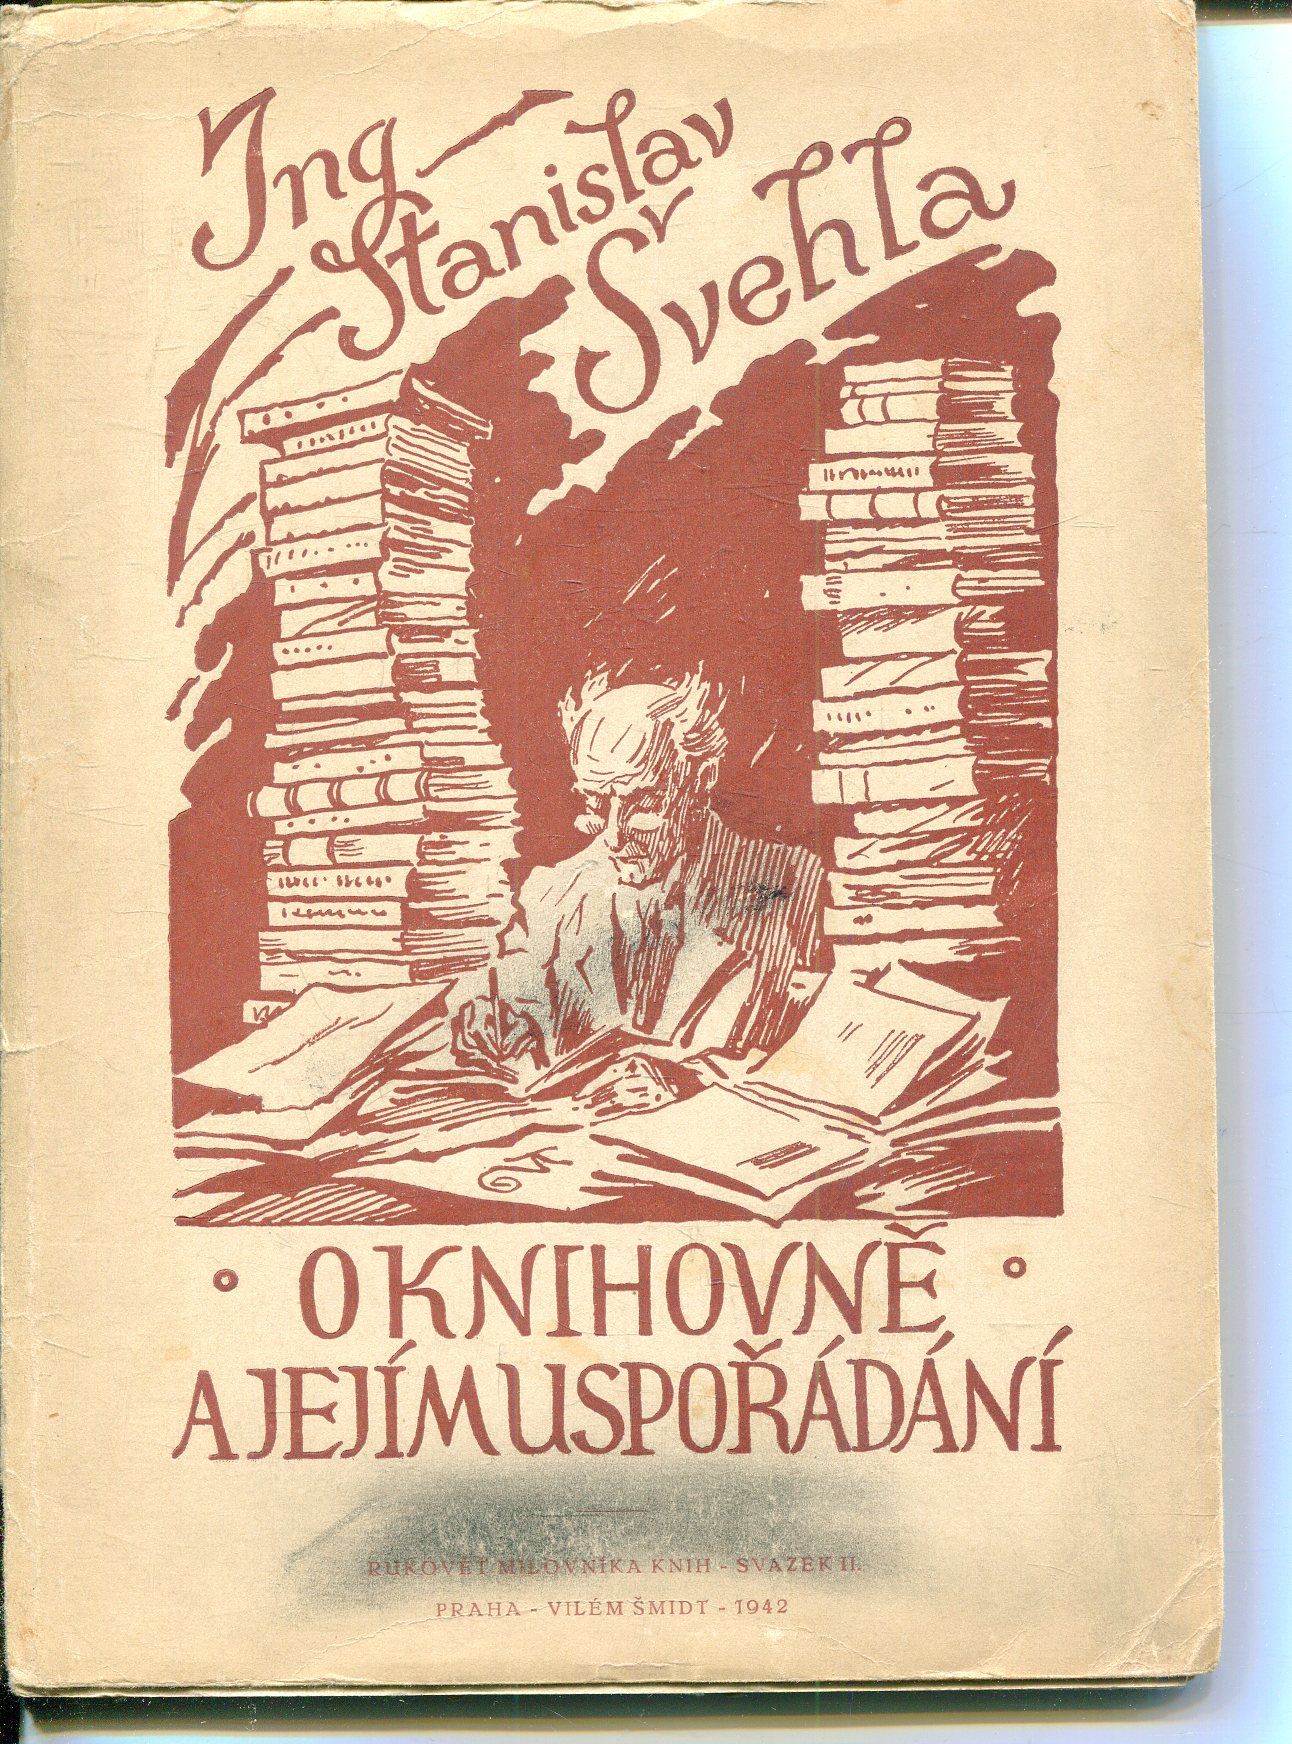 Ing
Stanislav
Švehla
O KNIHOVNĚ
A JEJÍM USPOŘÁDÁNÍ
RUKOVĚŤ MILOVNÍKA KNIH - SVAZEK II.
PRAHA - VILÉM ŠMIDT - 1942